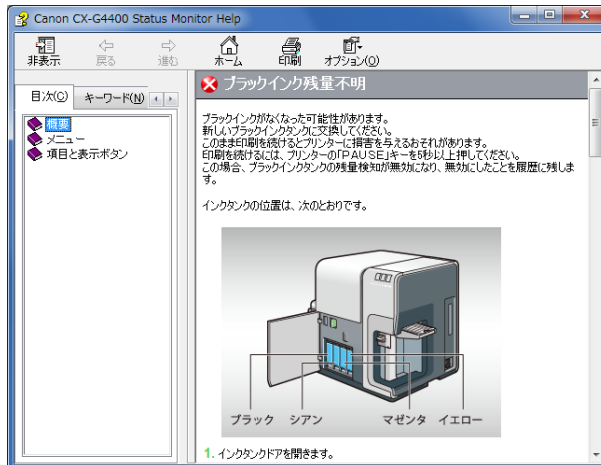 Canon CX-G4400 Status Monitor Help
非表示 戻る 進む ホーム 印刷 オプション(O)
目次(C) キーワード(N)
概要
メニュー
項目と表示ボタン
ブラックインク残量不明
ブラックインクがなくなった可能性があります。
新しいブラックインクタンクに交換してください。
このまま印刷を続けるとプリンターに損害を与えるおそれがあります。
印刷を続けるには、プリンターの「PAUSE」キーを5秒以上押してください。
この場合、ブラックインクタンクの残量検知が無効になり、無効にしたことを履歴に残しま
す。
インクタンクの位置は、次のとおりです。
ブラック シアン マゼンタ イエロー
1. インクタンクドアを開きます。